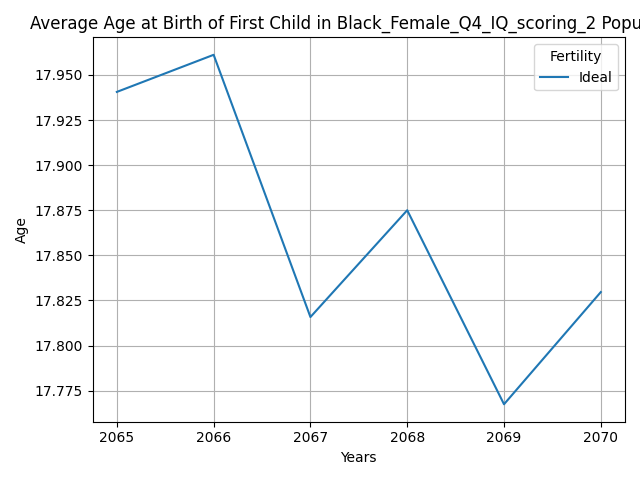 Average Age at Birth of First Child in Black_Female_Q4_IQ_scoring_2 Popu
Fertility
Ideal
17.950
17.925
17.900
17.875
17.850
17.825
17.800
17.775
Age
2065 2066 2067 2068 2069 2070
Years